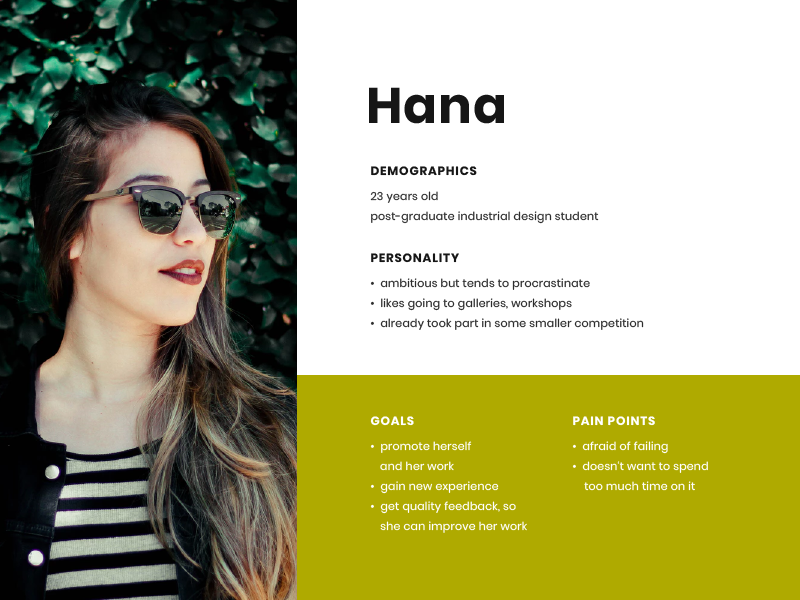 Hana
DEMOGRAPHICS
23 years old
post-graduate industrial design student
PERSONALITY
• ambitious but tends to procrastinate
• likes going to galleries, workshops
• already took part in some smaller competition
GOALS
• promote herself
and her work
• gain new experience
• get quality feedback, so
she can improve her work
PAIN POINTS
• afraid of failing
• doesn't want to spend
too much time on it